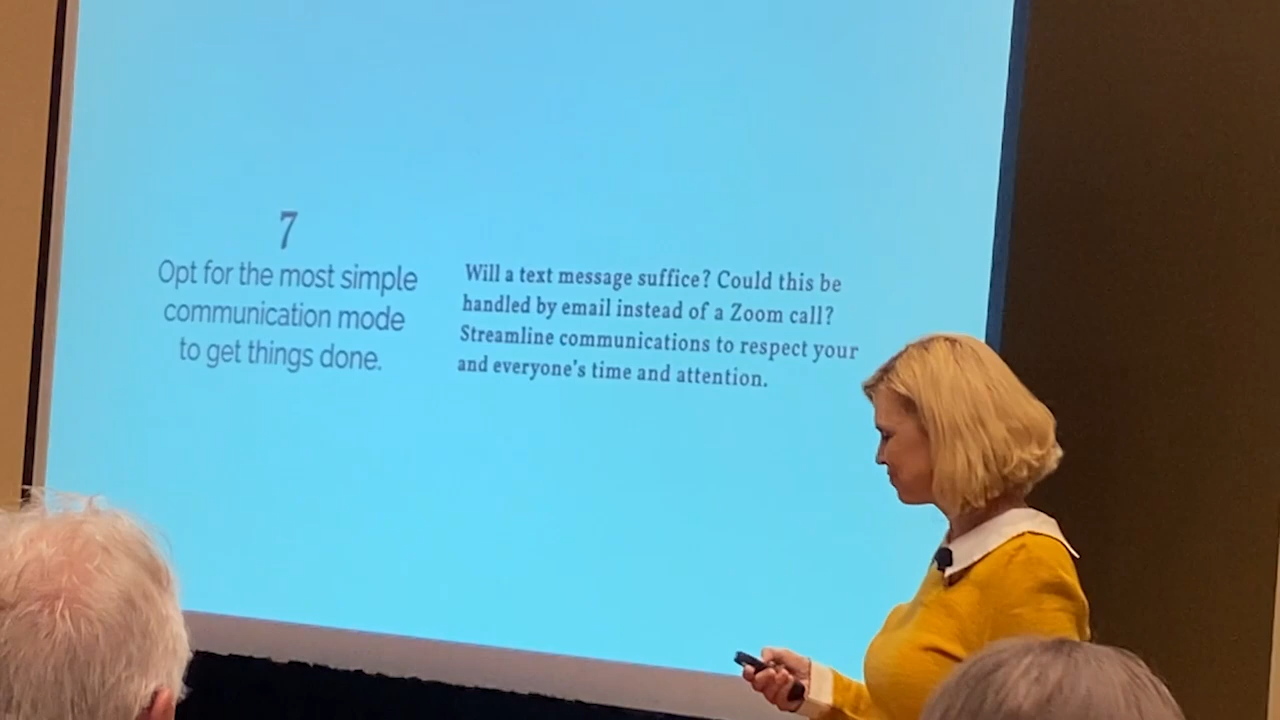 7
Opt for the most simple
communication mode
to get things done.
Will a text message suffice? Could this be
handled by email instead of a Zoom call?
Streamline communications to respect your
and everyone's time and attention.